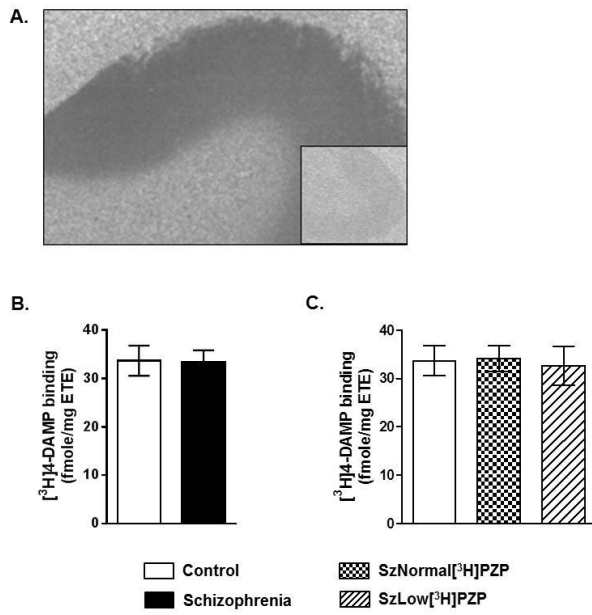 A.
B.
C.
[³H]4-DAMP binding
(fmole/mg ETE)
40
30
20
10
0
[³H]4-DAMP binding
(fmole/mg ETE)
40
30
20
10
0
Control
Schizophrenia
SzNormal[³H]PZP
SzLow[³H]PZP